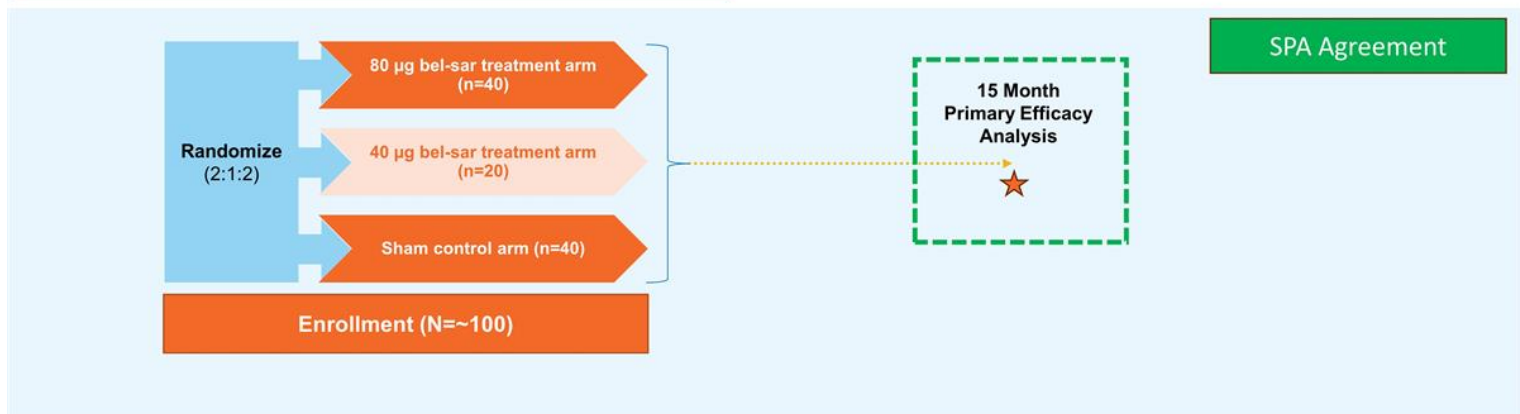 SPA Agreement
80 μg bel-sar treatment arm
(n=40)
15 Month
Primary Efficacy
Analysis
Randomize
(2:1:2)
40 μg bel-sar treatment arm
(n=20)
Sham control arm (n=40)
Enrollment (N=~100)